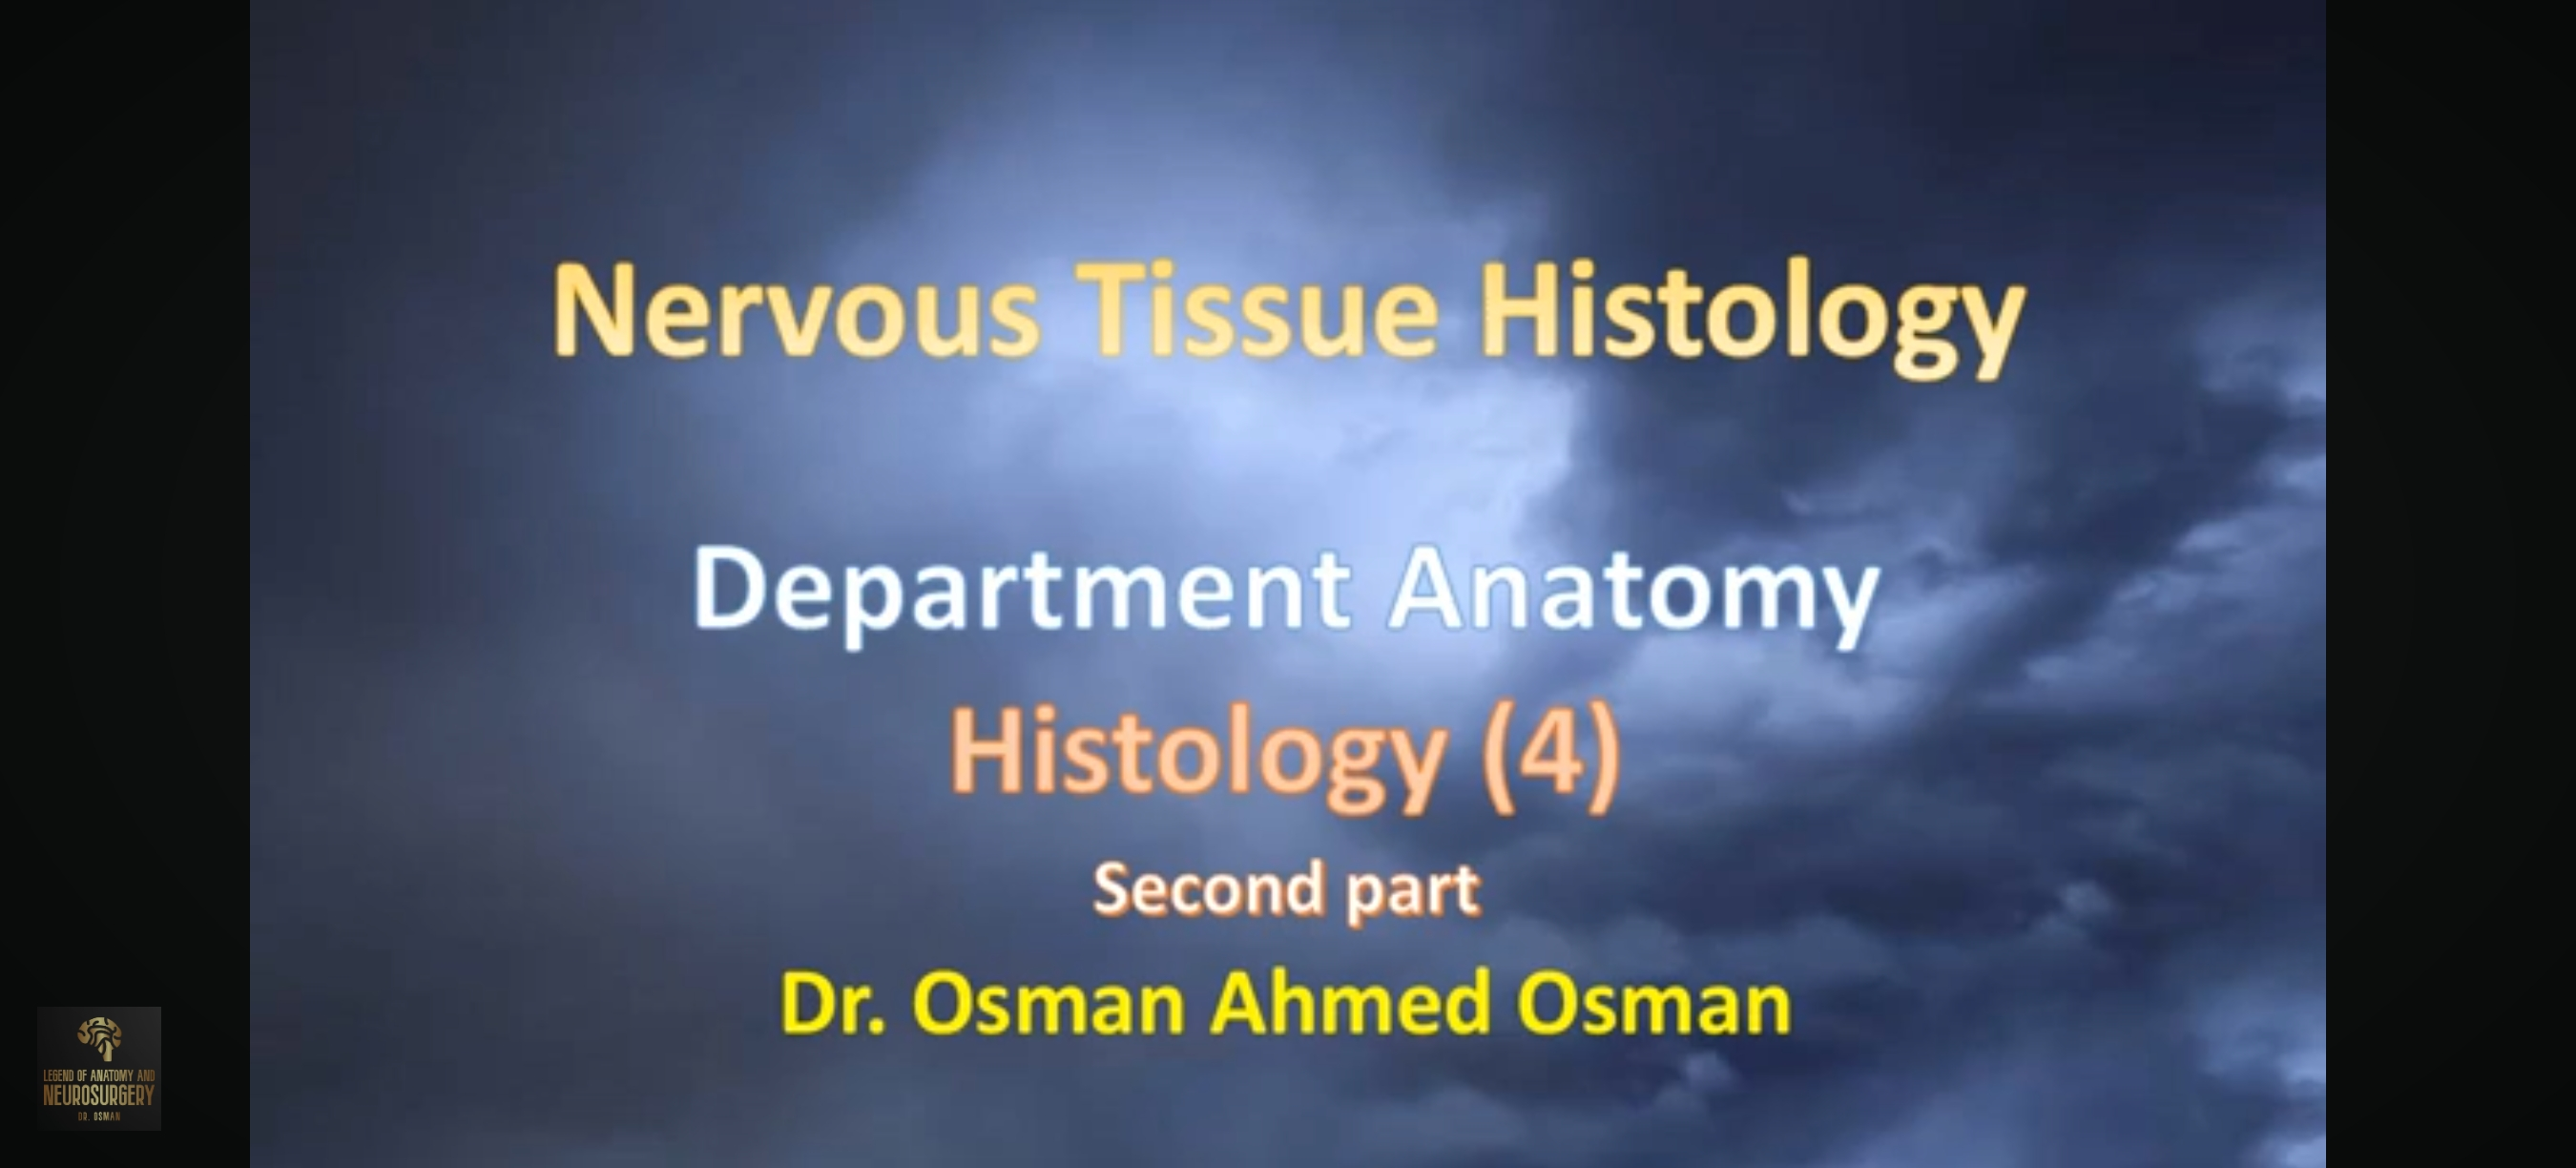 Nervous Tissue Histology
Department Anatomy
Histology (4)
Second part
Dr. Osman Ahmed Osman
LEGEND OF ANATOMY AND
NEUROSURGERY
DR. OSMAN